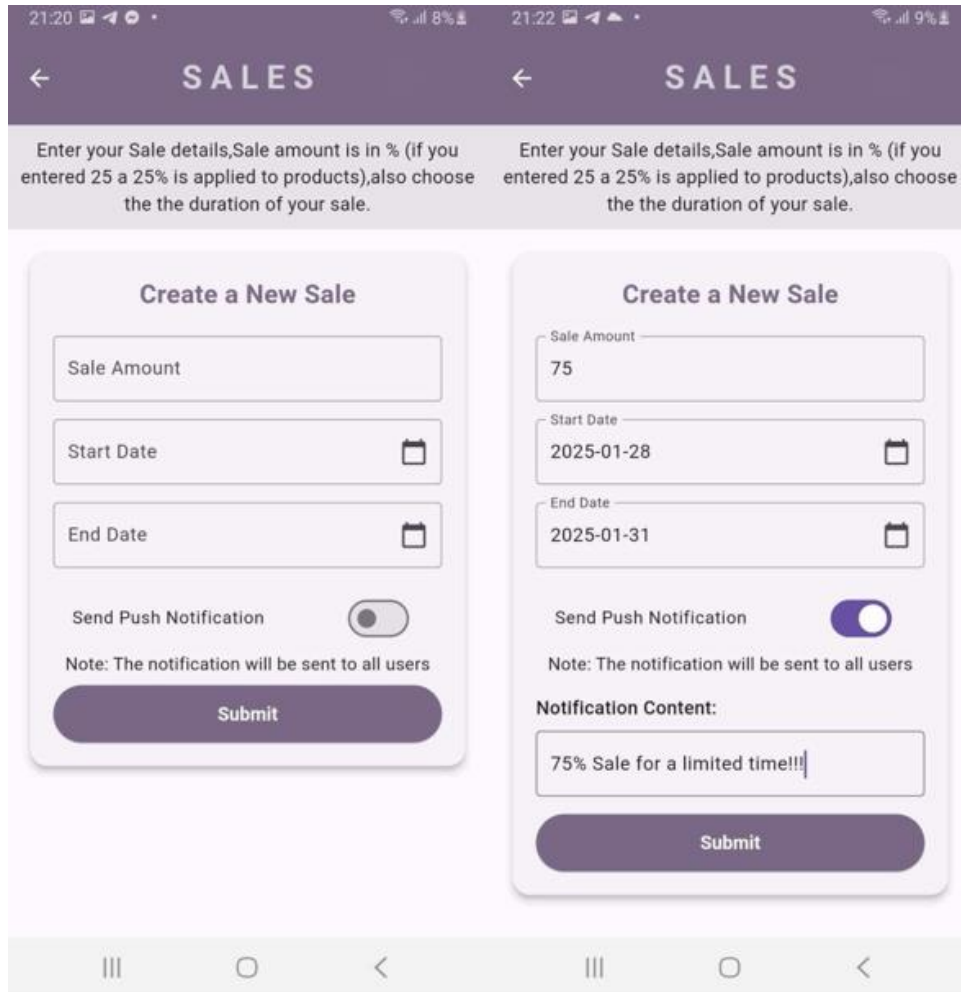 21:20
8%
SALES
Enter your Sale details,Sale amount is in % (if you
entered 25 a 25% is applied to products),also choose
the the duration of your sale.
Create a New Sale
Sale Amount
Start Date
End Date
Send Push Notification
Note: The notification will be sent to all users
Submit
21:22
9%
SALES
Enter your Sale details,Sale amount is in % (if you
entered 25 a 25% is applied to products),also choose
the the duration of your sale.
Create a New Sale
Sale Amount
75
Start Date
2025-01-28
End Date
2025-01-31
Send Push Notification
Note: The notification will be sent to all users
Notification Content:
75% Sale for a limited time!!!
Submit